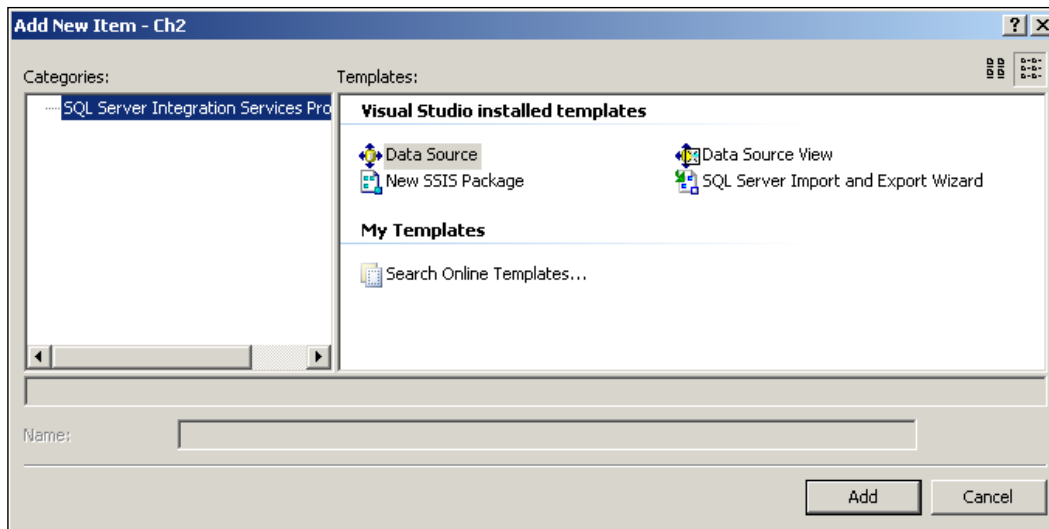 Add New Item - Ch2
Categories:
Templates:
SQL Server Integration Services Pro
Visual Studio installed templates
Data Source
Data Source View
New SSIS Package
SQL Server Import and Export Wizard
My Templates
Search Online Templates...
Name:
Add
Cancel